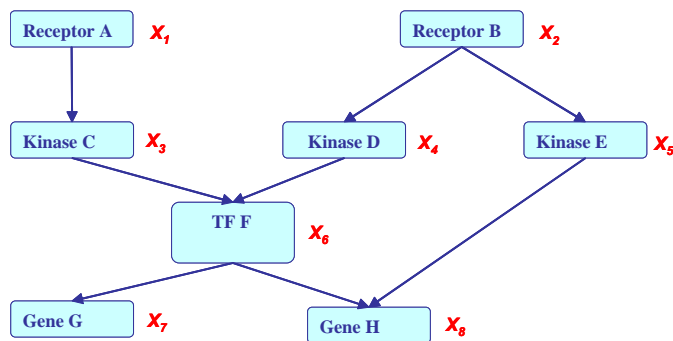 Receptor A X₁
Receptor B X₂
Kinase C X₃
Kinase D X₄
Kinase E X₅
TF F X₆
Gene G X₇
Gene H X₈